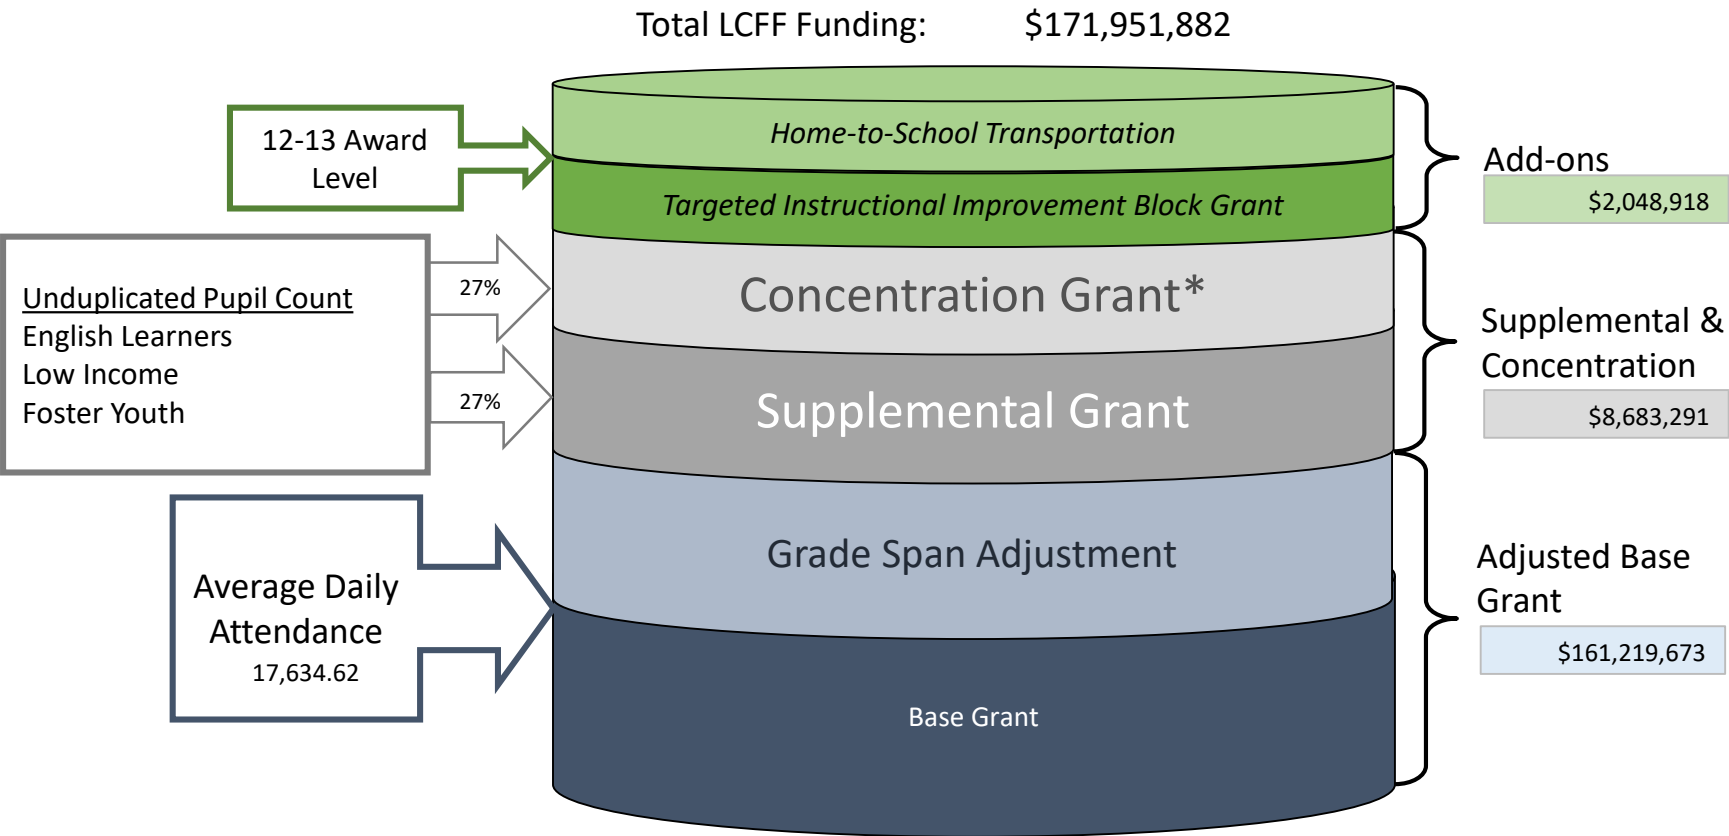 Total LCFF Funding: $171,951,882
12-13 Award
Level
Home-to-School Transportation
Targeted Instructional Improvement Block Grant
Add-ons
$2,048,918
Unduplicated Pupil Count
English Learners
Low Income
Foster Youth
27%
27%
Concentration Grant*
Supplemental Grant
Supplemental &
Concentration
$8,683,291
Average Daily
Attendance
17,634.62
Grade Span Adjustment
Base Grant
Adjusted Base
Grant
$161,219,673